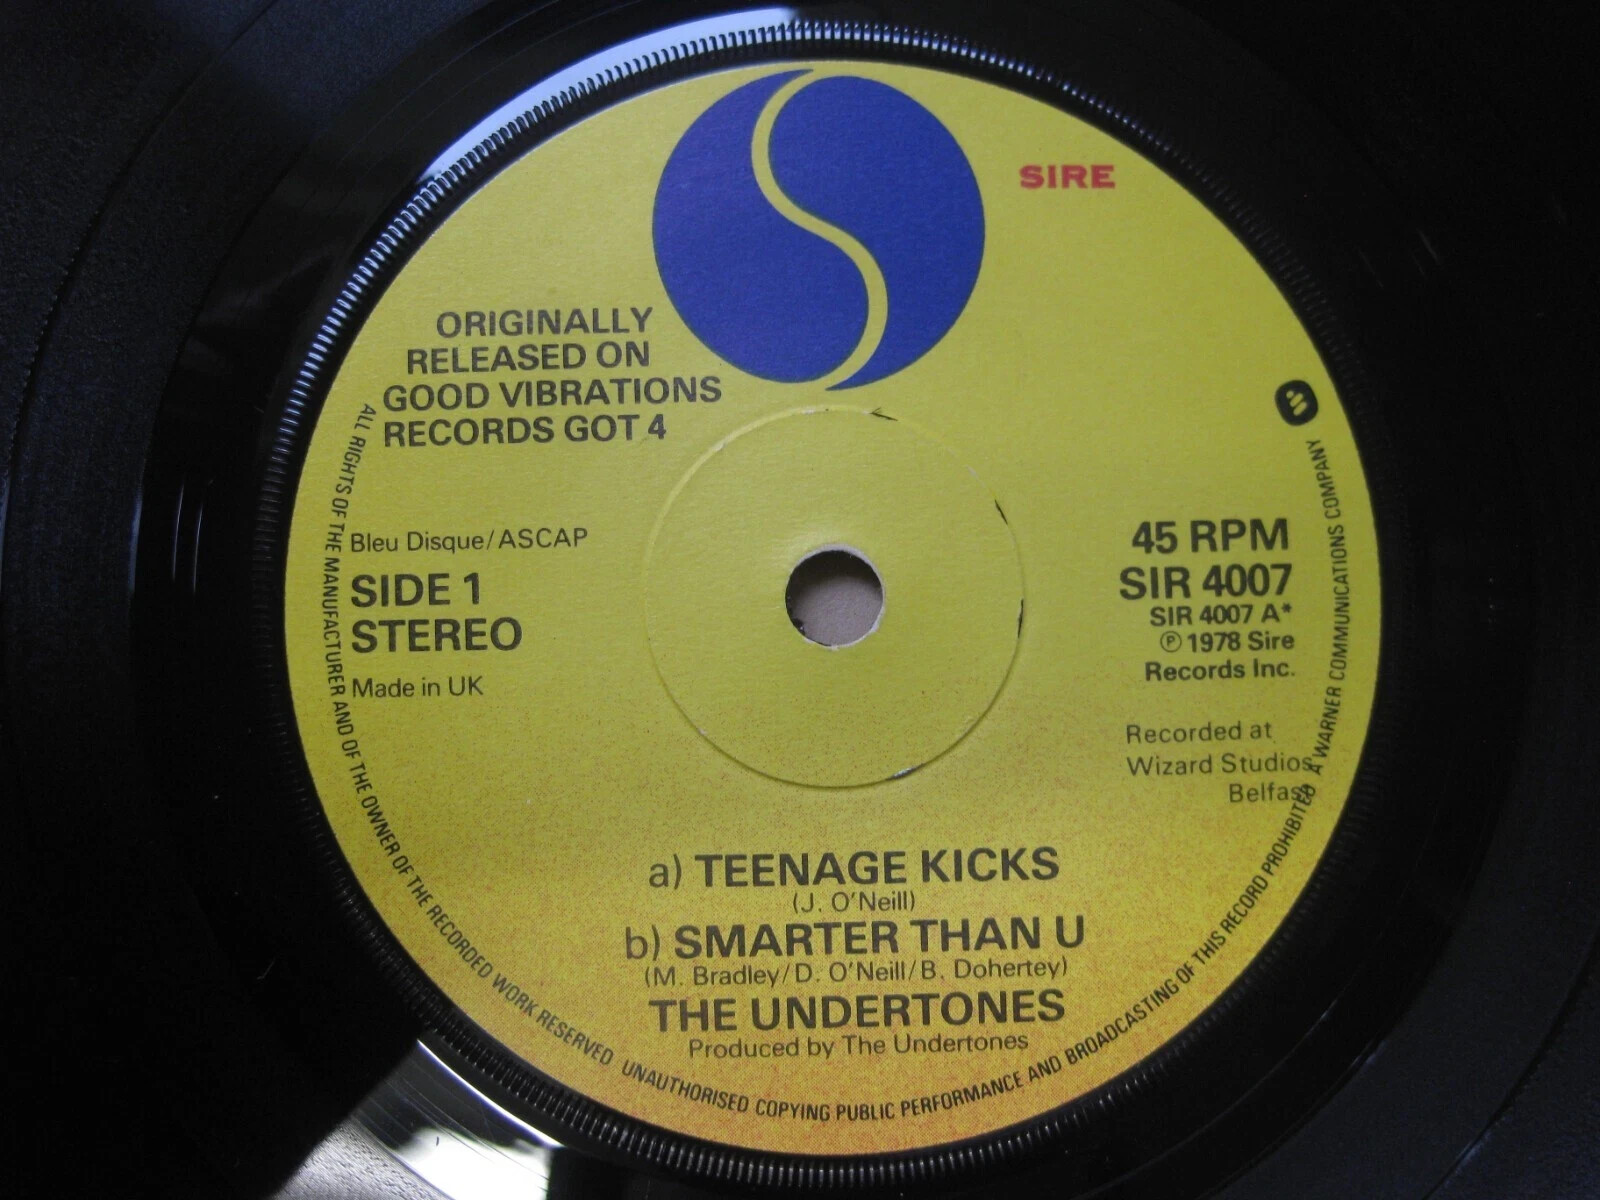 SIRE
ORIGINALLY
RELEASED ON
GOOD VIBRATIONS
RECORDS GOT 4
Bleu Disque/ASCAP
SIDE 1
STEREO
Made in UK
45 RPM
SIR 4007
SIR 4007 A*
℗ 1978 Sire
Records Inc.
Recorded at
Wizard Studios
Belfast
a) TEENAGE KICKS
(J. O'Neill)
b) SMARTER THAN U
(M. Bradley/D. O'Neill/B. Dohertey)
THE UNDERTONES
Produced by The Undertones
ALL RIGHTS OF THE MANUFACTURER AND OF THE OWNER OF THE RECORDED WORK RESERVED UNAUTHORISED COPYING PUBLIC PERFORMANCE AND BROADCASTING OF THIS RECORD PROHIBITED A WARNER COMMUNICATIONS COMPANY